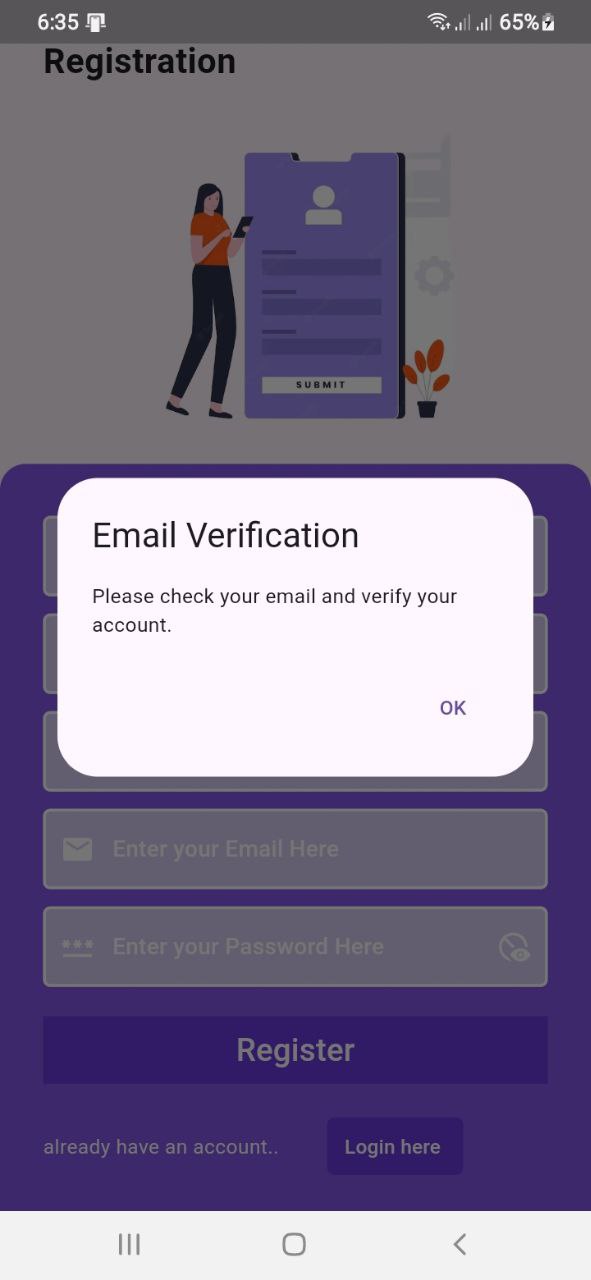 6:35
65%
Registration
SUBMIT
Email Verification
Please check your email and verify your
account.
OK
Enter your Email Here
*** Enter your Password Here
Register
already have an account..
Login here